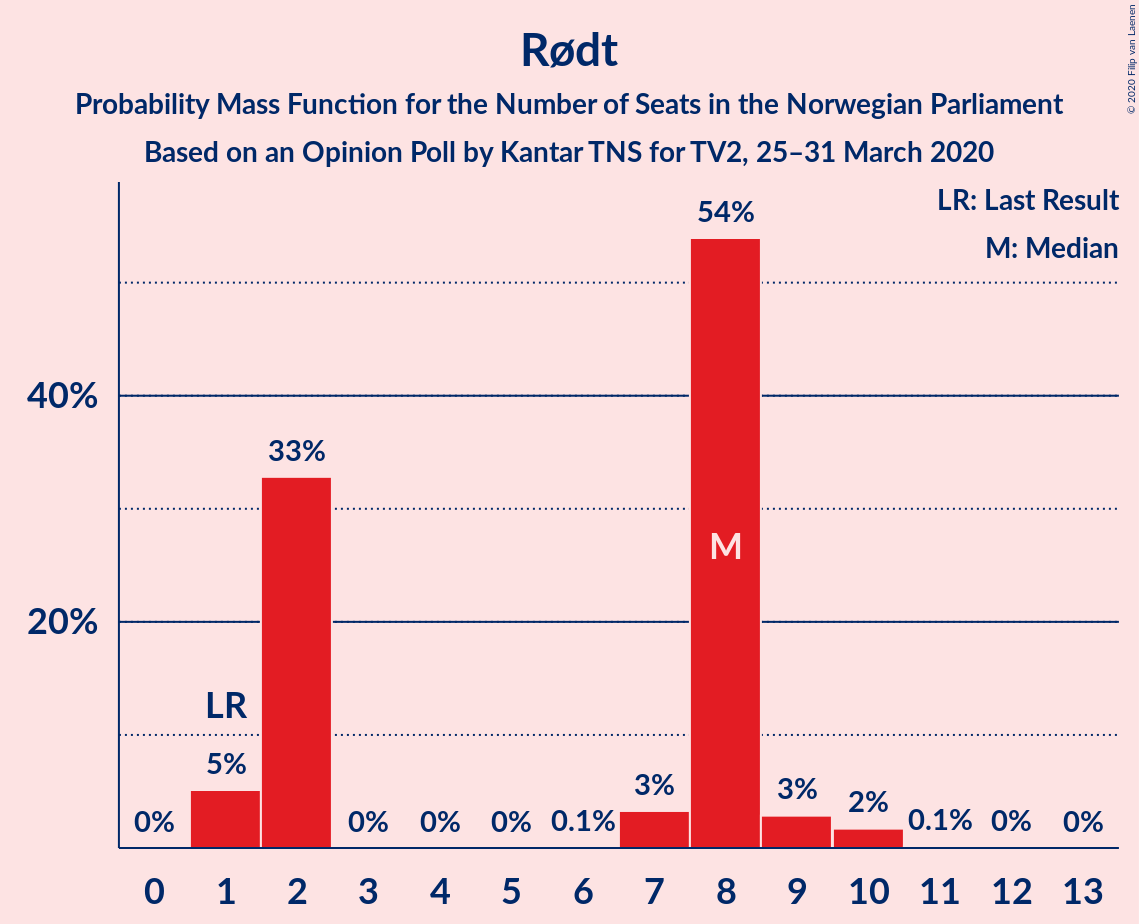 Rødt
Probability Mass Function for the Number of Seats in the Norwegian Parliament
Based on an Opinion Poll by Kantar TNS for TV2, 25–31 March 2020
© 2020 Filip van Laenen
LR: Last Result
M: Median
54%
40%
33%
M
20%
LR
5%
0% 0% 0% 0% 0.1% 3% 3% 2% 0.1% 0% 0%
0 1 2 3 4 5 6 7 8 9 10 11 12 13